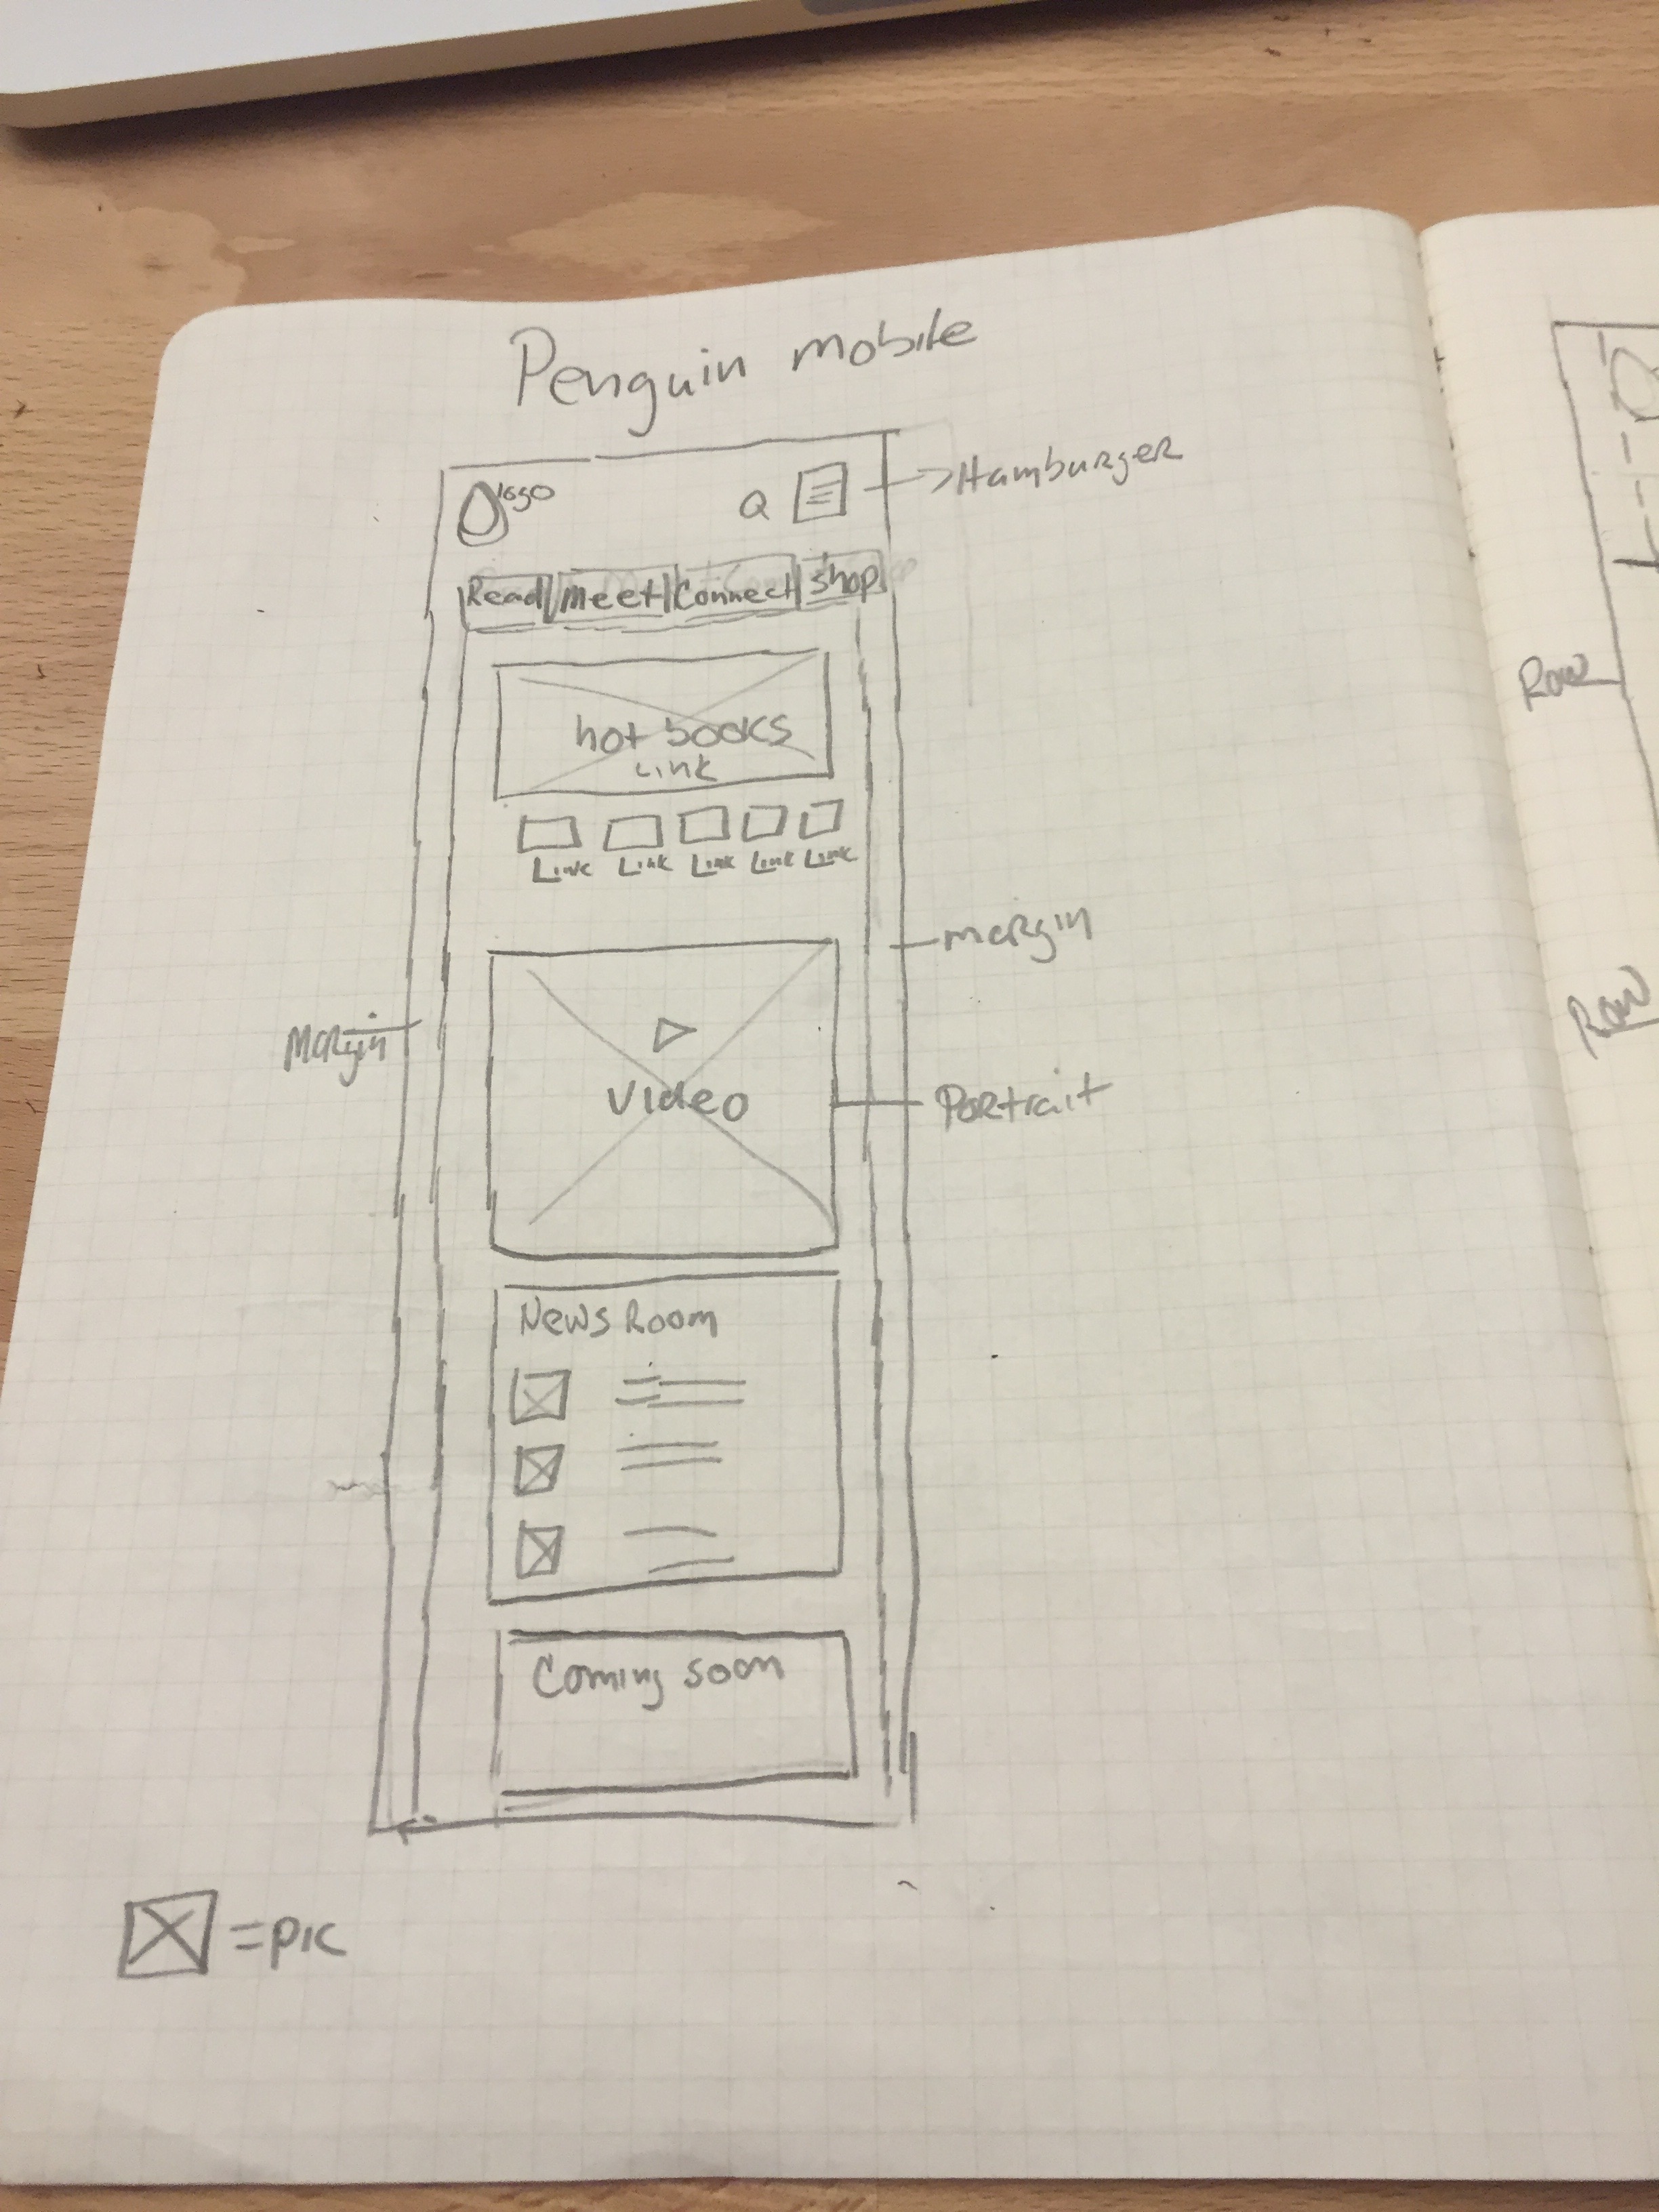 Penguin mobile
logo
Q
Hamburger
Read Meet Connect Shop
hot books
Link
Link Link Link Link Link
margin
Margin
Video
Portrait
News Room
Coming soon
= PIC
Row
Row